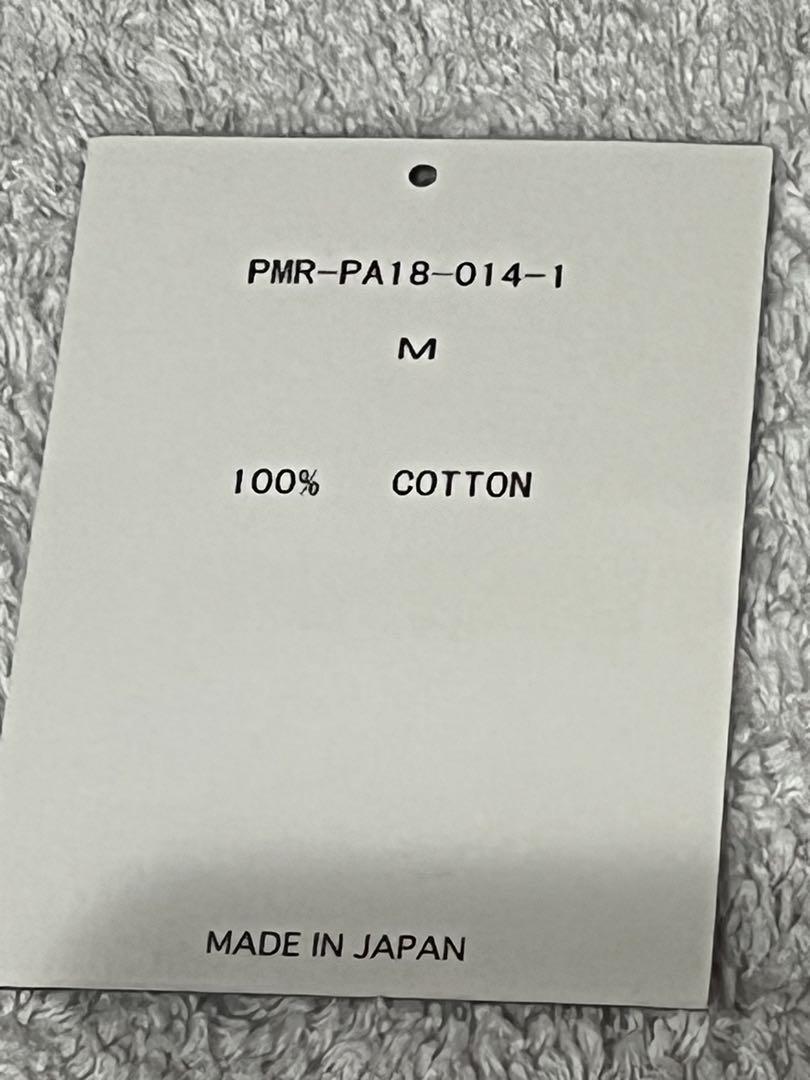 PMR-PA18-014-1
M
100% COTTON
MADE IN JAPAN